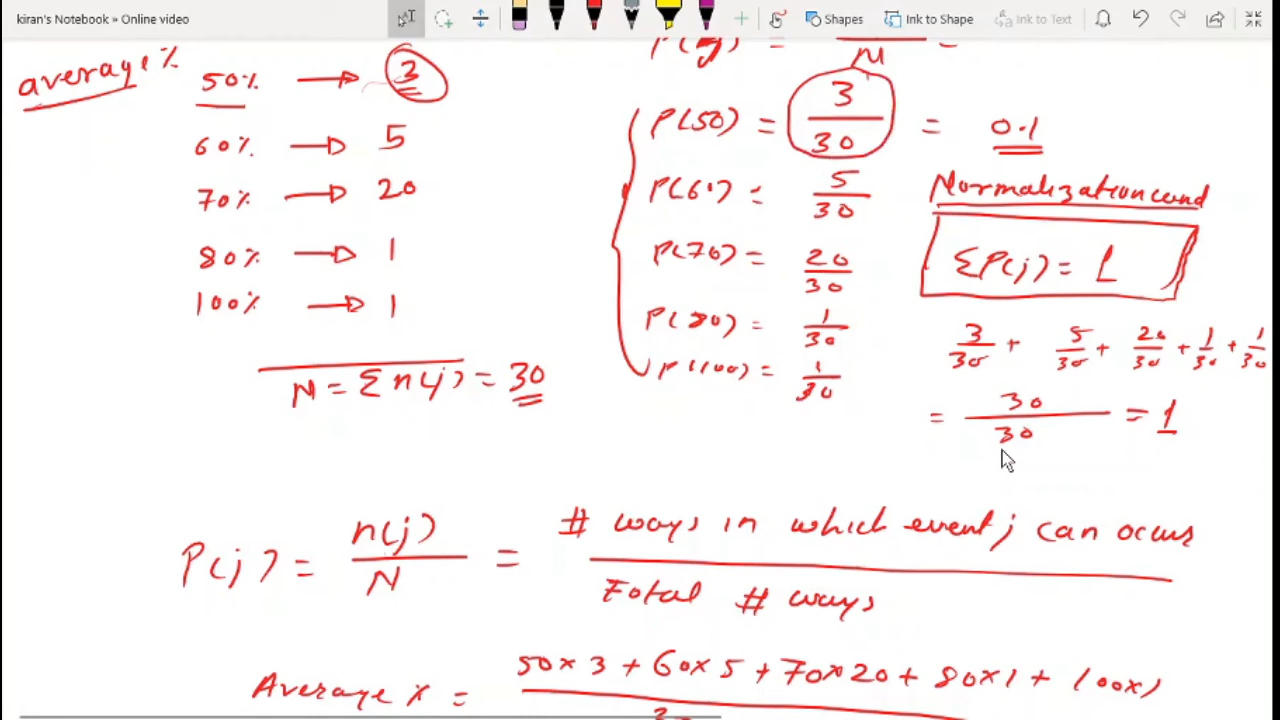 kiran's Notebook » Online video
Shapes
Ink to Shape
Ink to Text
average %
50% → 3
60% → 5
70% → 20
80% → 1
100% → 1
N = Σn(j) = 30
P(j) = /N =
P(50) = 3/30 = 0.1
P(60) = 5/30
P(70) = 20/30
P(80) = 1/30
P(100) = 1/30
Normalization cond
ΣP(j) = 1
3/30 + 5/30 + 20/30 + 1/30 + 1/30
= 30/30 = 1
P(j) = n(j)/N = # ways in which event j can occurs / Total # ways
Average % = 50×3 + 60×5 + 70×20 + 80×1 + 100×1